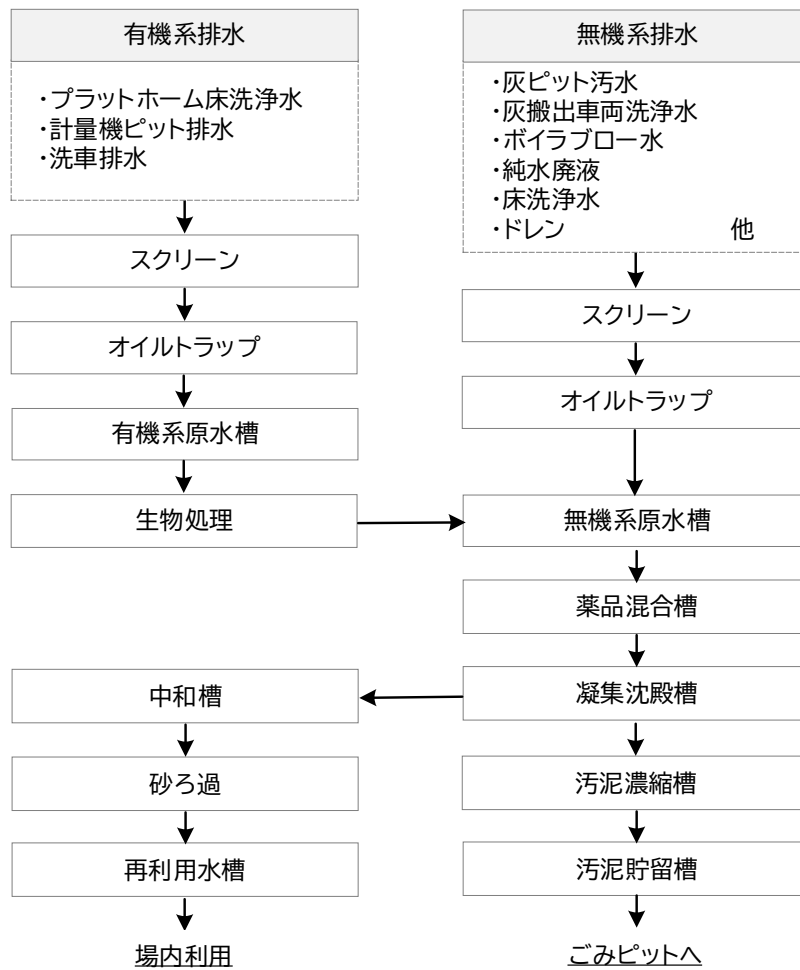 有機系排水
・プラットホーム床洗浄水
・計量機ピット排水
・洗車排水
スクリーン
オイルトラップ
有機系原水槽
生物処理
無機系排水
・灰ピット汚水
・灰搬出車両洗浄水
・ボイラブロー水
・純水廃液
・床洗浄水
・ドレン 他
スクリーン
オイルトラップ
無機系原水槽
薬品混合槽
凝集沈殿槽
汚泥濃縮槽
汚泥貯留槽
ごみピットへ
中和槽
砂ろ過
再利用水槽
場内利用